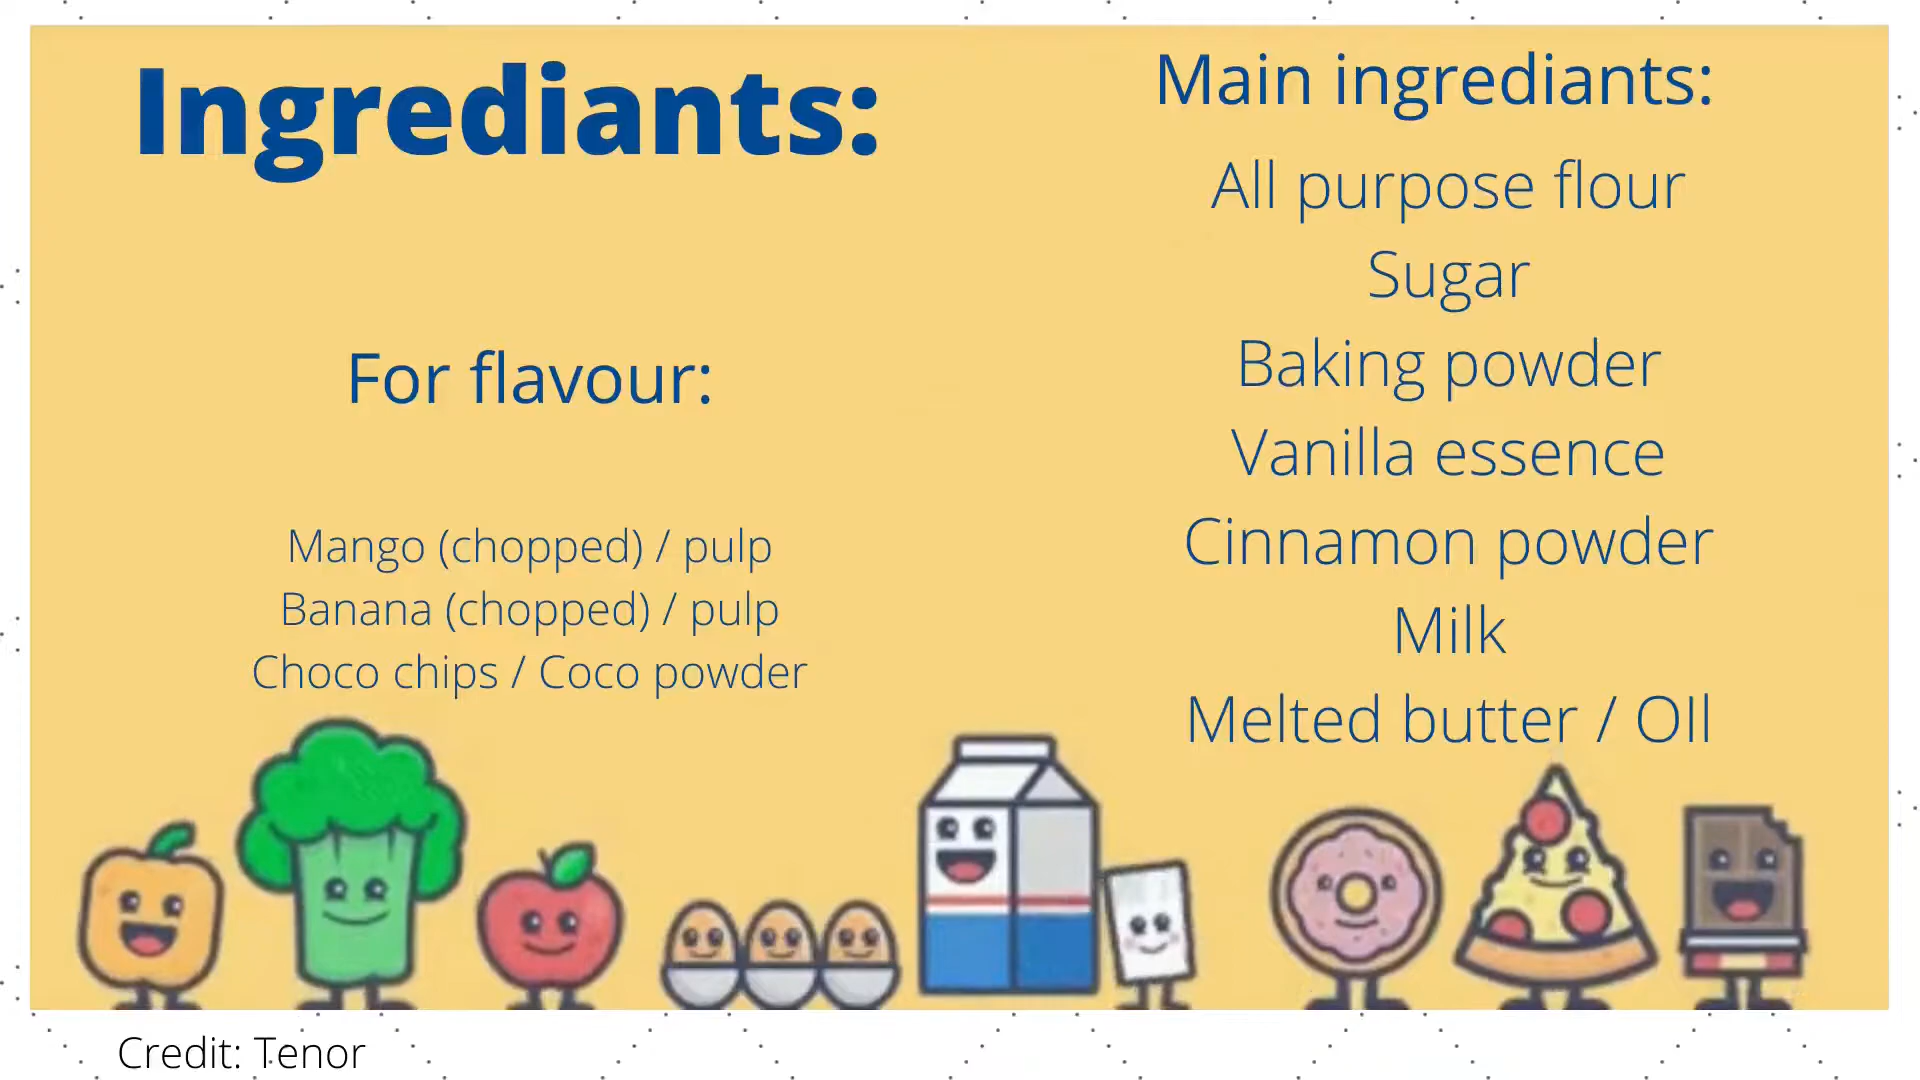 Ingrediants:
For flavour:
Mango (chopped) / pulp
Banana (chopped) / pulp
Choco chips / Coco powder
Main ingrediants:
All purpose flour
Sugar
Baking powder
Vanilla essence
Cinnamon powder
Milk
Melted butter / OIl
Credit: Tenor